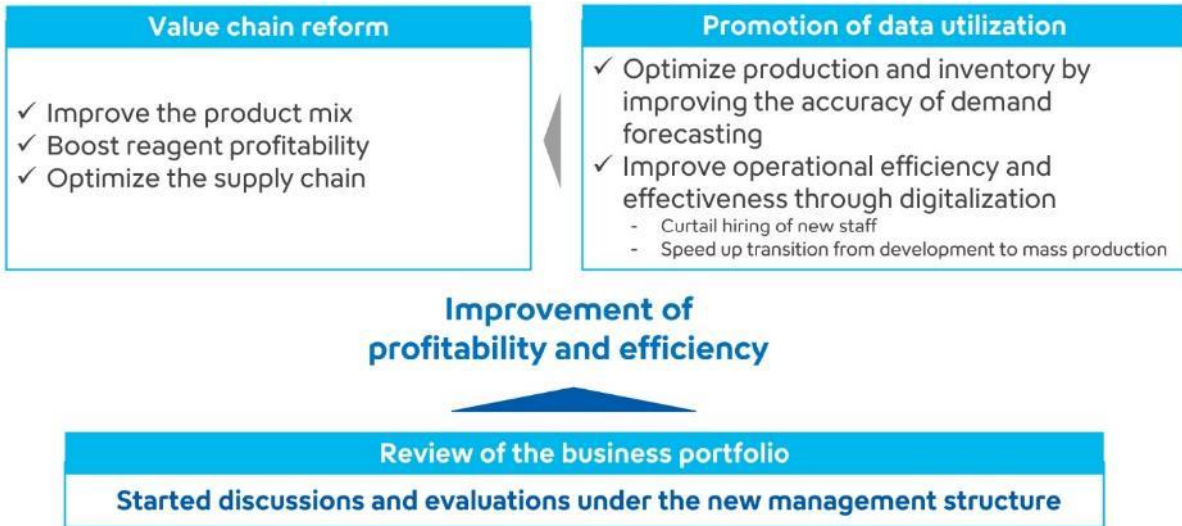 Value chain reform
✓ Improve the product mix
✓ Boost reagent profitability
✓ Optimize the supply chain
Promotion of data utilization
✓ Optimize production and inventory by
improving the accuracy of demand
forecasting
✓ Improve operational efficiency and
effectiveness through digitalization
- Curtail hiring of new staff
- Speed up transition from development to mass production
Improvement of
profitability and efficiency
Review of the business portfolio
Started discussions and evaluations under the new management structure